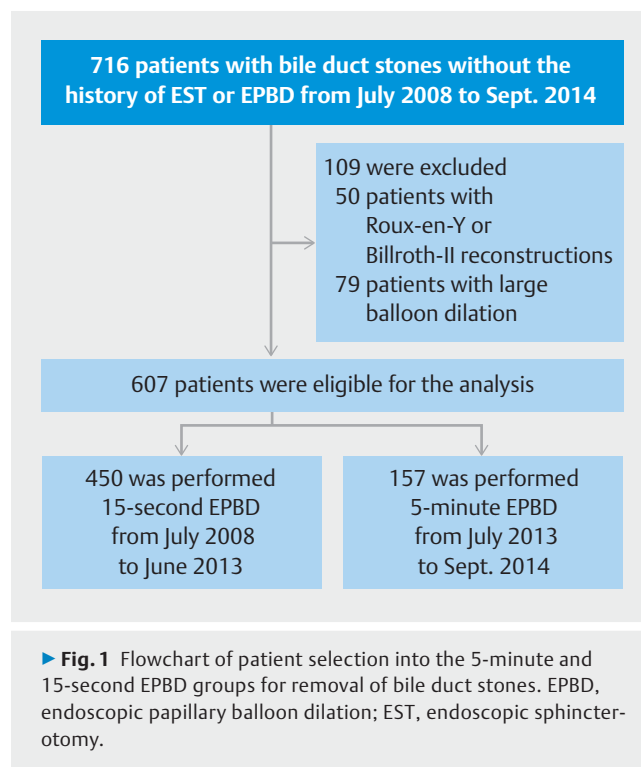 716 patients with bile duct stones without the
history of EST or EPBD from July 2008 to Sept. 2014
109 were excluded
50 patients with
Roux-en-Y or
Billroth-II reconstructions
79 patients with large
balloon dilation
607 patients were eligible for the analysis
450 was performed
15-second EPBD
from July 2008
to June 2013
157 was performed
5-minute EPBD
from July 2013
to Sept. 2014
▶ Fig. 1 Flowchart of patient selection into the 5-minute and
15-second EPBD groups for removal of bile duct stones. EPBD,
endoscopic papillary balloon dilation; EST, endoscopic sphincter-
otomy.